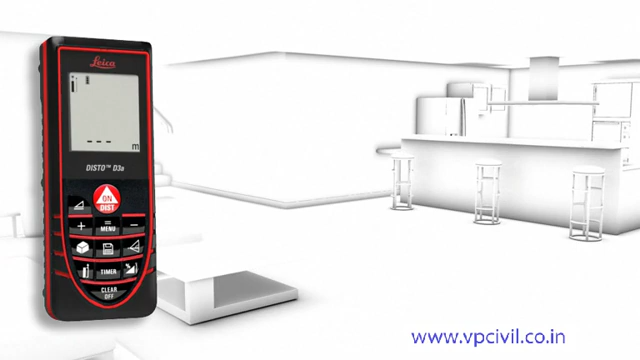 Leica
- - - m
DISTO™ D3a
ON
DIST
+ = -
MENU
TIMER
CLEAR
OFF
www.vpcivil.co.in